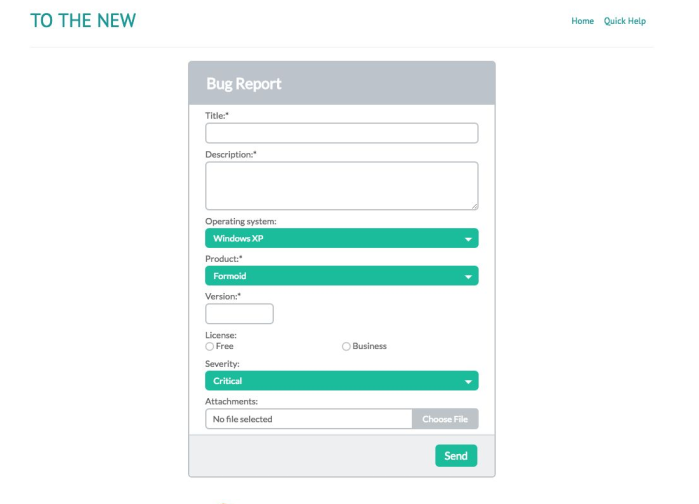 TO THE NEW
Home Quick Help
Bug Report
Title:*
Description:*
Operating system:
Windows XP
Product:*
Formoid
Version:*
License:
Free Business
Severity:
Critical
Attachments:
No file selected Choose File
Send